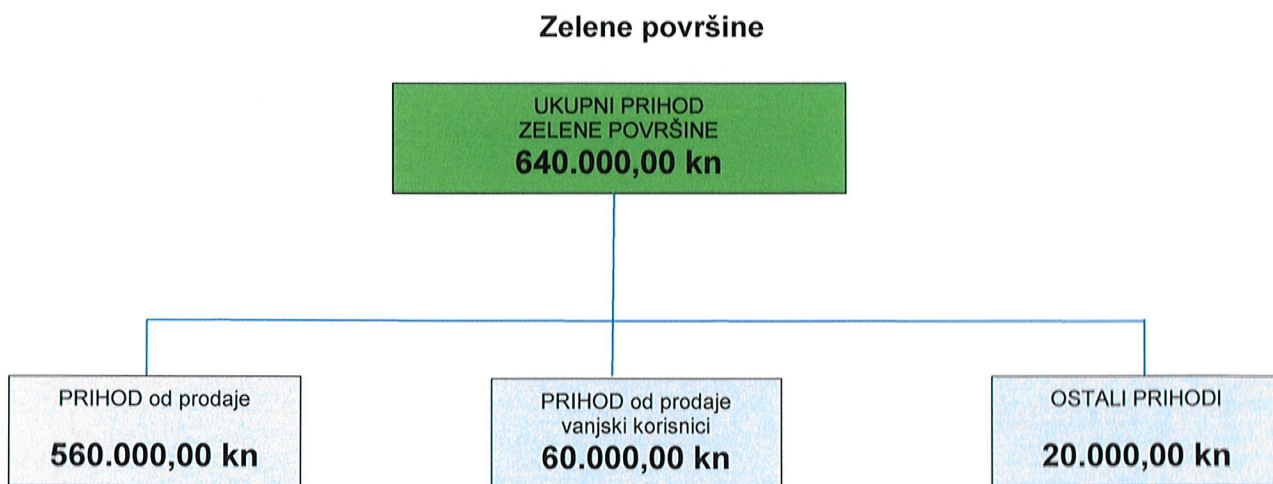 Zelene površine
UKUPNI PRIHOD
ZELENE POVRŠINE
640.000,00 kn
PRIHOD od prodaje
560.000,00 kn
PRIHOD od prodaje
vanjski korisnici
60.000,00 kn
OSTALI PRIHODI
20.000,00 kn